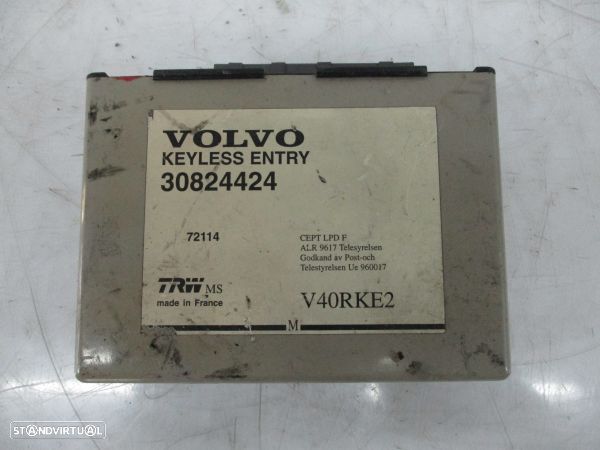 VOLVO
KEYLESS ENTRY
30824424
72114
CEPT LPD F
ALR 9617 Telesyrelsen
Godkand av Post-och
Telestyrelsen Ue 960017
TRW MS
made in France
V40RKE2
M
STANDVIRTUAL